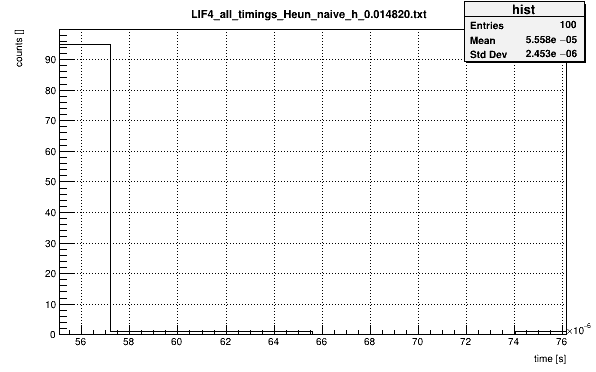 LIF4_all_timings_Heun_naive_h_0.014820.txt
hist
Entries 100
Mean 5.558e −05
Std Dev 2.453e −06
counts []
90
80
70
60
50
40
30
20
10
0
56 58 60 62 64 66 68 70 72 74 76
×10−6
time [s]